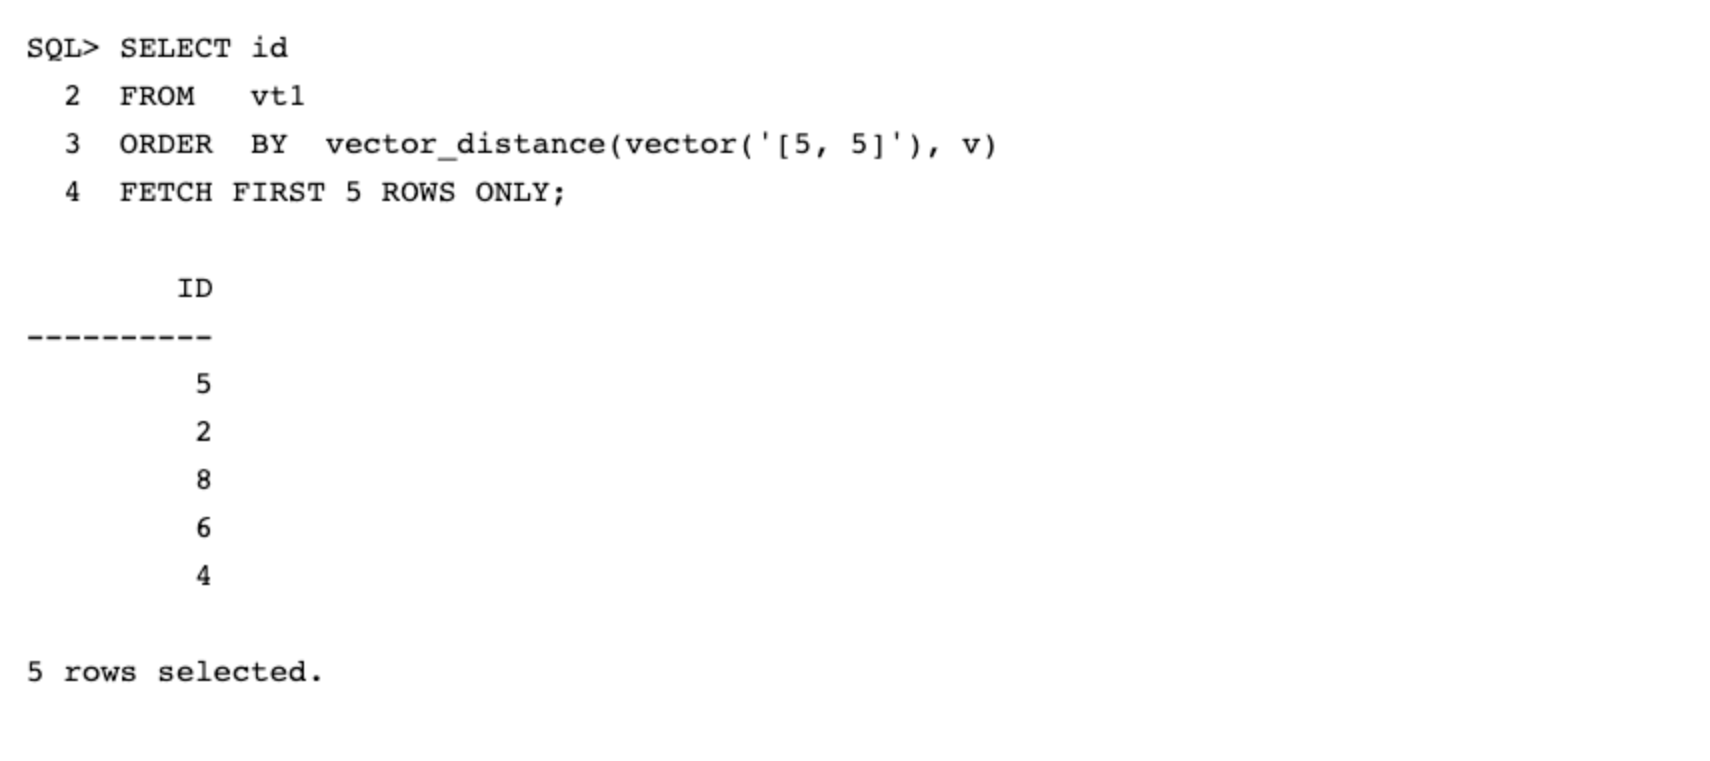 SQL> SELECT id
  2  FROM   vt1
  3  ORDER  BY  vector_distance(vector('[5, 5]'), v)
  4  FETCH FIRST 5 ROWS ONLY;
        ID
----------
         5
         2
         8
         6
         4
5 rows selected.